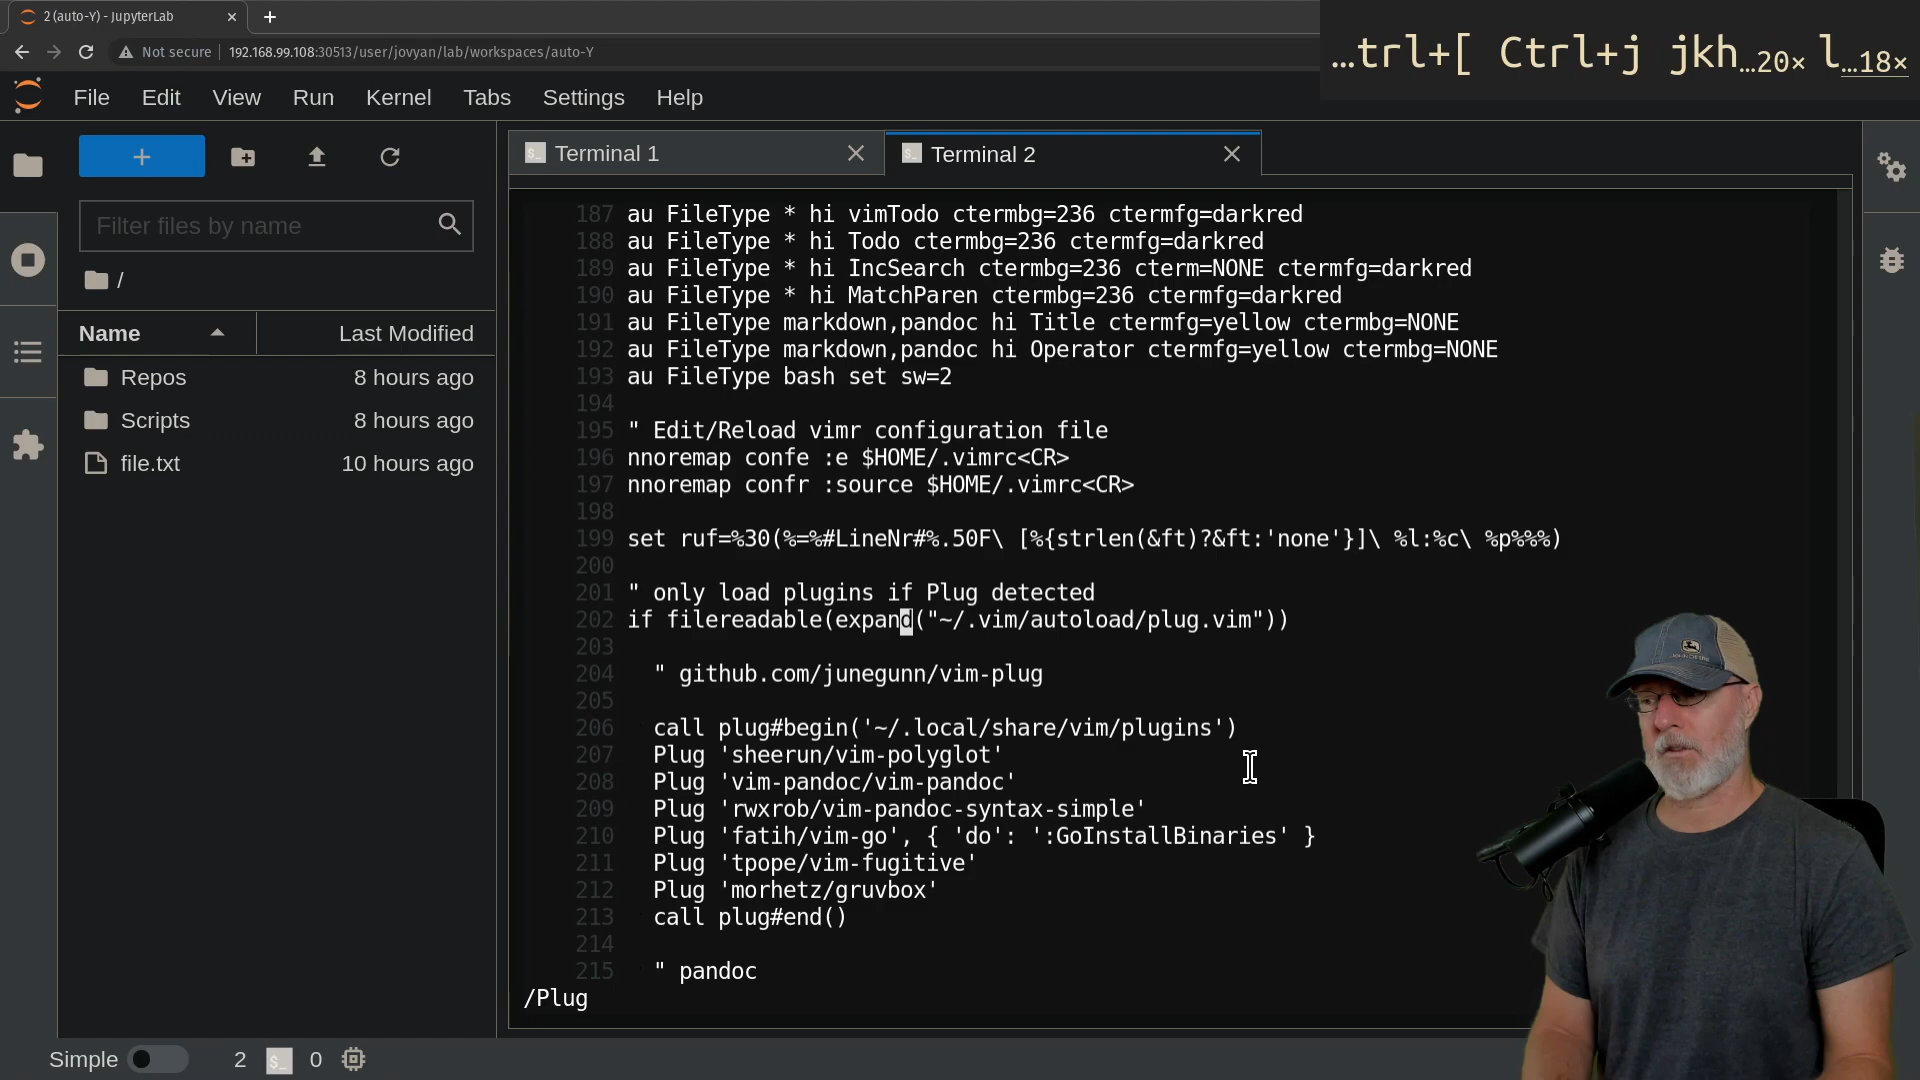 2 (auto-Y) - JupyterLab
Not secure 192.168.99.108:30513/user/jovyan/lab/workspaces/auto-Y
…trl+[ Ctrl+j jkh…20× l…18×
File Edit View Run Kernel Tabs Settings Help
Filter files by name
/
Name Last Modified
Repos 8 hours ago
Scripts 8 hours ago
file.txt 10 hours ago
Terminal 1
Terminal 2
187 au FileType * hi vimTodo ctermbg=236 ctermfg=darkred
188 au FileType * hi Todo ctermbg=236 ctermfg=darkred
189 au FileType * hi IncSearch ctermbg=236 cterm=NONE ctermfg=darkred
190 au FileType * hi MatchParen ctermbg=236 ctermfg=darkred
191 au FileType markdown,pandoc hi Title ctermfg=yellow ctermbg=NONE
192 au FileType markdown,pandoc hi Operator ctermfg=yellow ctermbg=NONE
193 au FileType bash set sw=2
194
195 " Edit/Reload vimr configuration file
196 nnoremap confe :e $HOME/.vimrc<CR>
197 nnoremap confr :source $HOME/.vimrc<CR>
198
199 set ruf=%30(%=%#LineNr#%.50F\ [%{strlen(&ft)?&ft:'none'}]\ %l:%c\ %p%%%)
200
201 " only load plugins if Plug detected
202 if filereadable(expand("~/.vim/autoload/plug.vim"))
203
204 " github.com/junegunn/vim-plug
205
206 call plug#begin('~/.local/share/vim/plugins')
207 Plug 'sheerun/vim-polyglot'
208 Plug 'vim-pandoc/vim-pandoc'
209 Plug 'rwxrob/vim-pandoc-syntax-simple'
210 Plug 'fatih/vim-go', { 'do': ':GoInstallBinaries' }
211 Plug 'tpope/vim-fugitive'
212 Plug 'morhetz/gruvbox'
213 call plug#end()
214
215 " pandoc
/Plug
Simple 2 $_ 0